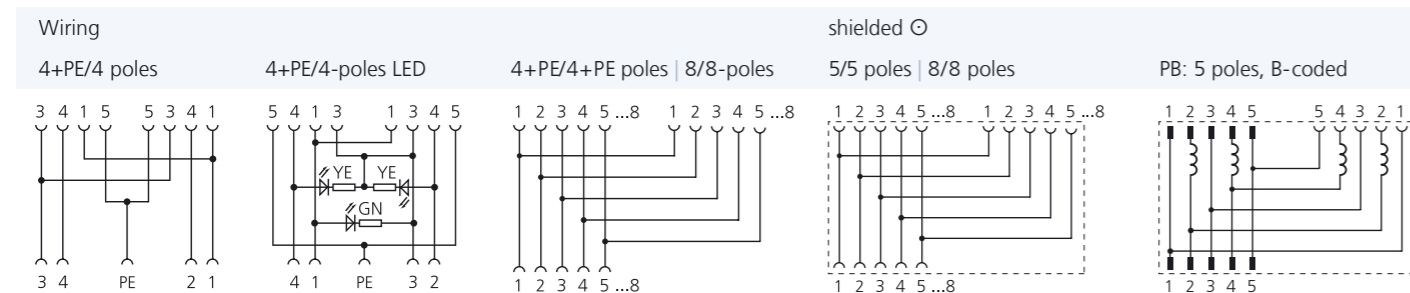 Wiring shielded ⊙
4+PE/4 poles 4+PE/4-poles LED 4+PE/4+PE poles | 8/8-poles 5/5 poles | 8/8 poles PB: 5 poles, B-coded
3 4 1 5 5 3 4 1 5 4 1 3 1 3 4 5 1 2 3 4 5 ...8 1 2 3 4 5 ...8 1 2 3 4 5 ...8 1 2 3 4 5 ...8 1 2 3 4 5 5 4 3 2 1
YE YE
GN
3 4 PE 2 1 4 1 PE 3 2 1 2 3 4 5 ...8 1 2 3 4 5 ...8 1 2 3 4 5